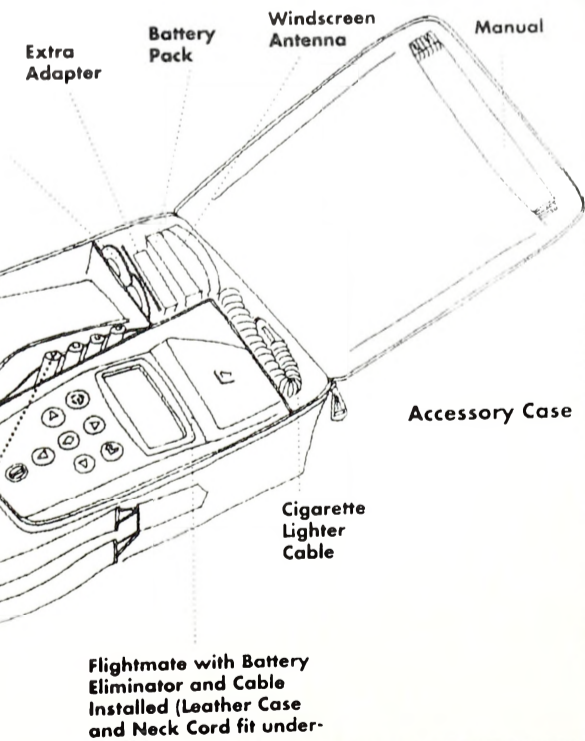 Windscreen
Antenna
Battery
Pack
Manual
Extra
Adapter
Accessory Case
Cigarette
Lighter
Cable
Flightmate with Battery
Eliminator and Cable
Installed (Leather Case
and Neck Cord fit under-